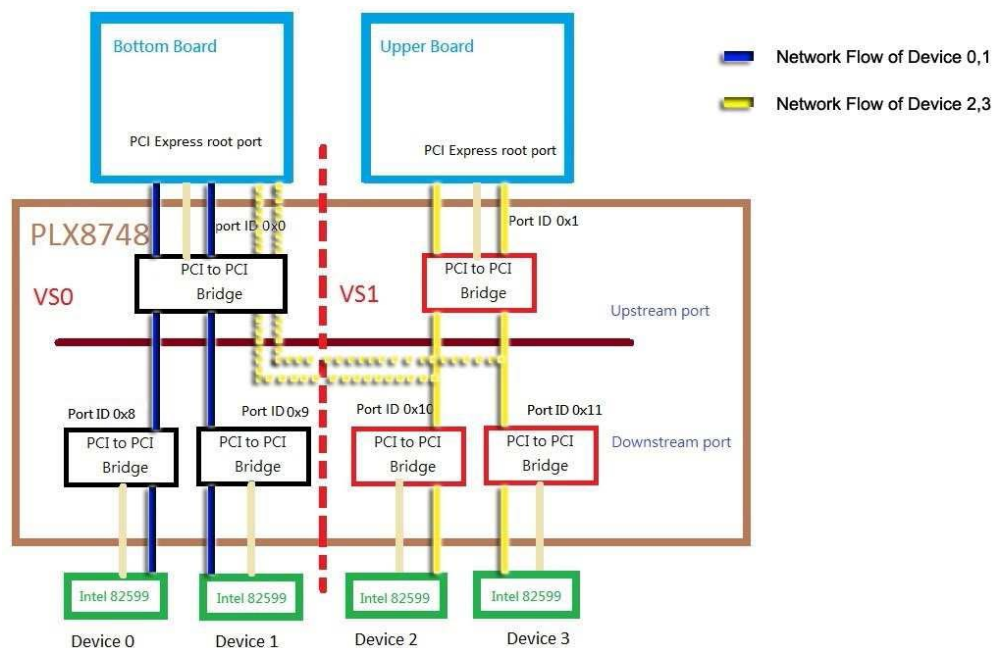 Bottom Board
Upper Board
Network Flow of Device 0,1
Network Flow of Device 2,3
PCI Express root port
PCI Express root port
PLX8748
port ID 0x0
Port ID 0x1
PCI to PCI
Bridge
PCI to PCI
Bridge
VS0
VS1
Upstream port
Port ID 0x8
Port ID 0x9
Port ID 0x10
Port ID 0x11
PCI to PCI
Bridge
PCI to PCI
Bridge
PCI to PCI
Bridge
PCI to PCI
Bridge
Downstream port
Intel 82599
Intel 82599
Intel 82599
Intel 82599
Device 0
Device 1
Device 2
Device 3